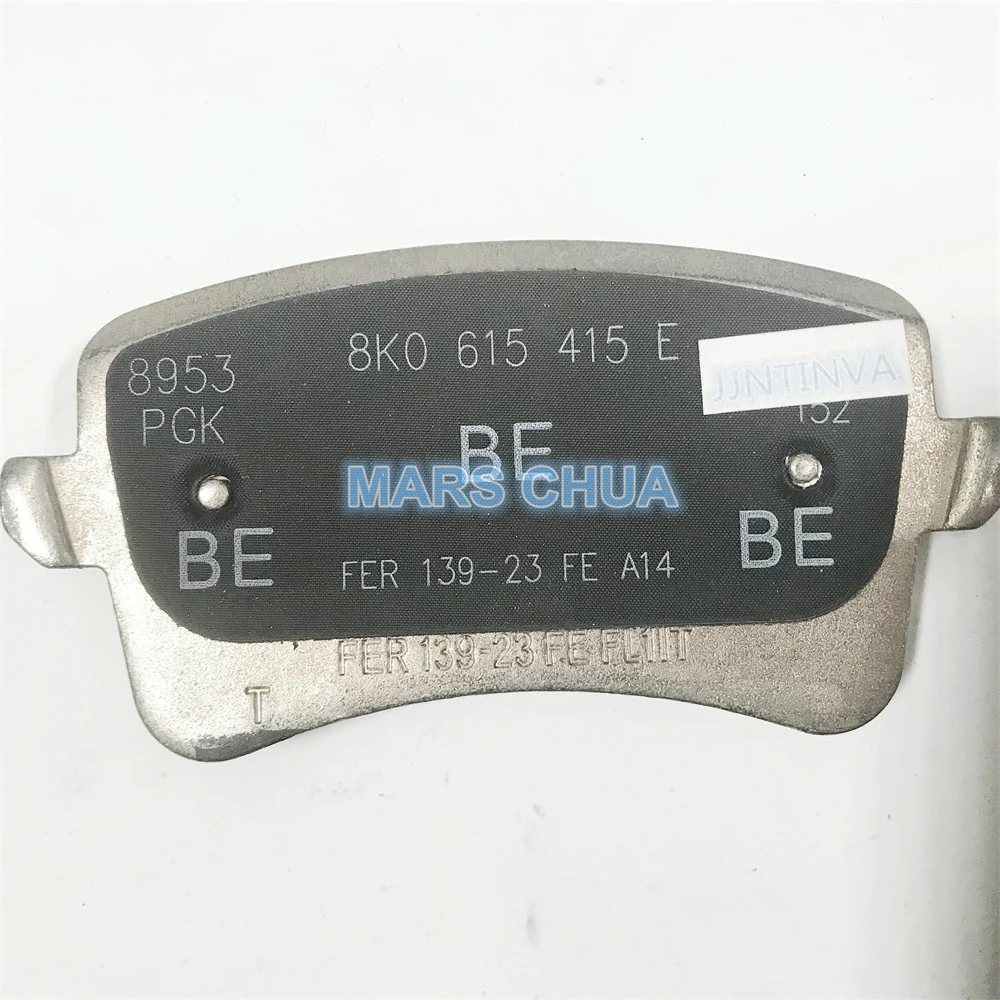 8K0 615 415 E
8953
PGK
JJNTINVA
152
BE
MARS CHUA
BE
BE
FER 139-23 FE A14
FER 139-23 FE FL1IT
T